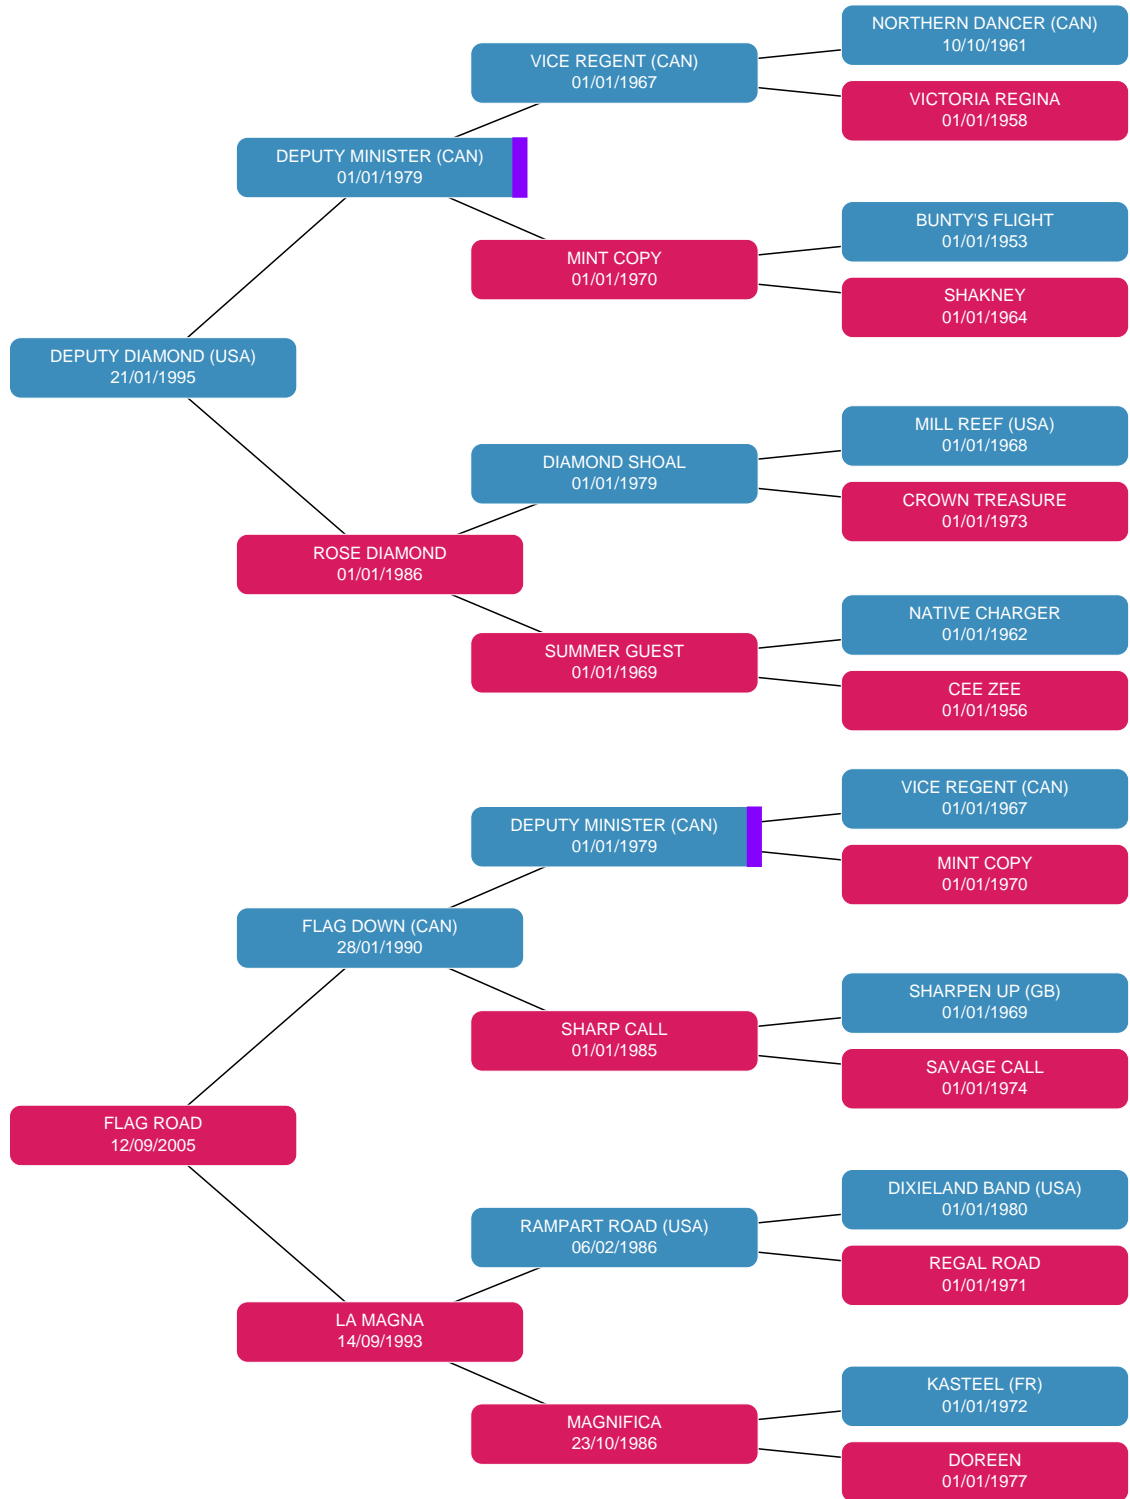 NORTHERN DANCER (CAN)
10/10/1961
VICE REGENT (CAN)
01/01/1967
VICTORIA REGINA
01/01/1958
DEPUTY MINISTER (CAN)
01/01/1979
BUNTY'S FLIGHT
01/01/1953
MINT COPY
01/01/1970
SHAKNEY
01/01/1964
DEPUTY DIAMOND (USA)
21/01/1995
MILL REEF (USA)
01/01/1968
DIAMOND SHOAL
01/01/1979
CROWN TREASURE
01/01/1973
ROSE DIAMOND
01/01/1986
NATIVE CHARGER
01/01/1962
SUMMER GUEST
01/01/1969
CEE ZEE
01/01/1956
VICE REGENT (CAN)
01/01/1967
DEPUTY MINISTER (CAN)
01/01/1979
MINT COPY
01/01/1970
FLAG DOWN (CAN)
28/01/1990
SHARPEN UP (GB)
01/01/1969
SHARP CALL
01/01/1985
SAVAGE CALL
01/01/1974
FLAG ROAD
12/09/2005
DIXIELAND BAND (USA)
01/01/1980
RAMPART ROAD (USA)
06/02/1986
REGAL ROAD
01/01/1971
LA MAGNA
14/09/1993
KASTEEL (FR)
01/01/1972
MAGNIFICA
23/10/1986
DOREEN
01/01/1977